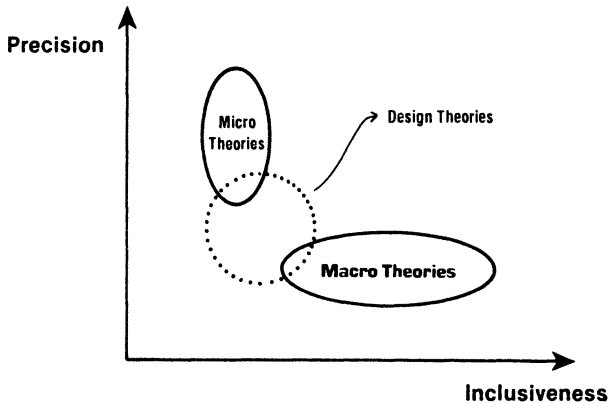 Precision
Micro
Theories
Design Theories
Macro Theories
Inclusiveness